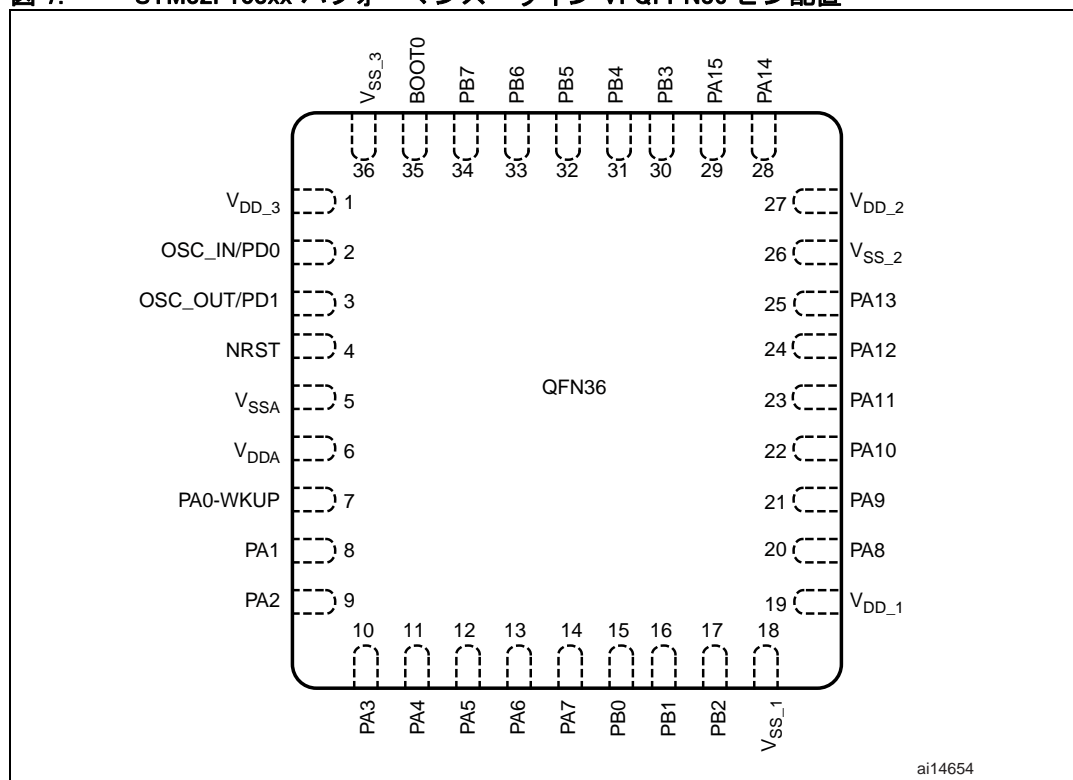 V_SS_3
BOOT0
PB7
PB6
PB5
PB4
PB3
PA15
PA14
36 35 34 33 32 31 30 29 28
V_DD_3 1
OSC_IN/PD0 2
OSC_OUT/PD1 3
NRST 4
V_SSA 5
V_DDA 6
PA0-WKUP 7
PA1 8
PA2 9
QFN36
27 V_DD_2
26 V_SS_2
25 PA13
24 PA12
23 PA11
22 PA10
21 PA9
20 PA8
19 V_DD_1
10 11 12 13 14 15 16 17 18
PA3
PA4
PA5
PA6
PA7
PB0
PB1
PB2
V_SS_1
ai14654